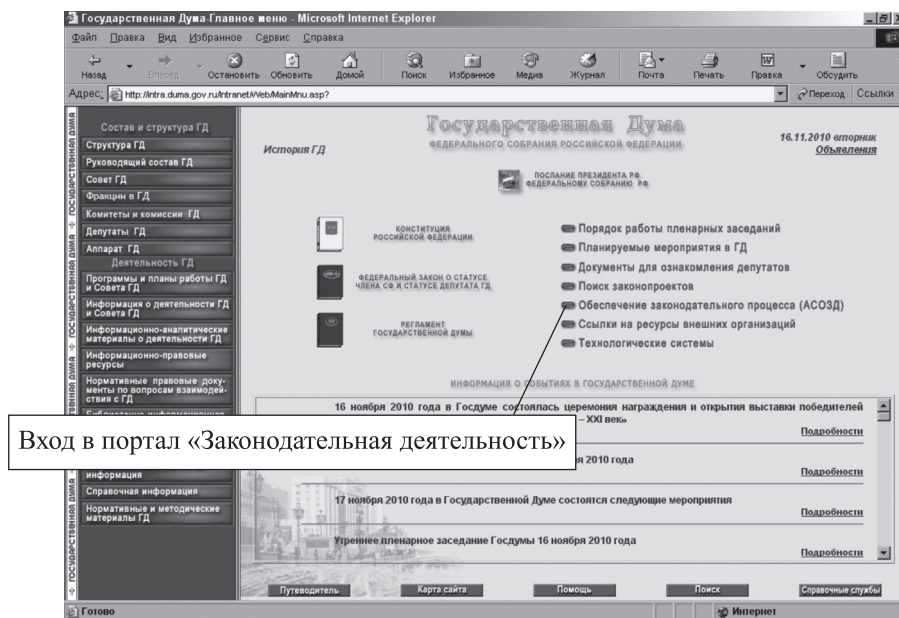 Государственная Дума-Главное меню - Microsoft Internet Explorer
Файл Правка Вид Избранное Сервис Справка
Назад Вперед Остановить Обновить Домой Поиск Избранное Медиа Журнал Почта Печать Правка Обсудить
Адрес: http://intra.duma.gov.ru/intranet/Web/MainMnu.asp? Переход Ссылки
Состав и структура ГД
Структура ГД
Руководящий состав ГД
Совет ГД
Фракции в ГД
Комитеты и комиссии ГД
Депутаты ГД
Аппарат ГД
Деятельность ГД
Программы и планы работы ГД
и Совета ГД
Информация о деятельности ГД
и Совета ГД
Информационно-аналитические
материалы о деятельности ГД
Информационно-правовые
ресурсы
Нормативные правовые доку-
менты по вопросам взаимодей-
ствия с ГД
информация
Справочная информация
Нормативные и методические
материалы ГД
Государственная Дума
ФЕДЕРАЛЬНОГО СОБРАНИЯ РОССИЙСКОЙ ФЕДЕРАЦИИ
История ГД
16.11.2010 вторник
Объявления
ПОСЛАНИЕ ПРЕЗИДЕНТА РФ
ФЕДЕРАЛЬНОМУ СОБРАНИЮ РФ
КОНСТИТУЦИЯ
РОССИЙСКОЙ ФЕДЕРАЦИИ
ФЕДЕРАЛЬНЫЙ ЗАКОН О СТАТУСЕ
ЧЛЕНА СФ И СТАТУСЕ ДЕПУТАТА ГД
РЕГЛАМЕНТ
ГОСУДАРСТВЕННОЙ ДУМЫ
Порядок работы пленарных заседаний
Планируемые мероприятия в ГД
Документы для ознакомления депутатов
Поиск законопроектов
Обеспечение законодательного процесса (АСОЗД)
Ссылки на ресурсы внешних организаций
Технологические системы
ИНФОРМАЦИЯ О СОБЫТИЯХ В ГОСУДАРСТВЕННОЙ ДУМЕ
16 ноября 2010 года в Госдуме состоялась церемония награждения и открытия выставки победителей
– XXI век»
Подробности
Вход в портал «Законодательная деятельность»
2010 года
Подробности
17 ноября 2010 года в Государственной Думе состоятся следующие мероприятия
Подробности
Утреннее пленарное заседание Госдумы 16 ноября 2010 года
Подробности
Путеводитель Карта сайта Помощь Поиск Справочные службы
Готово Интернет